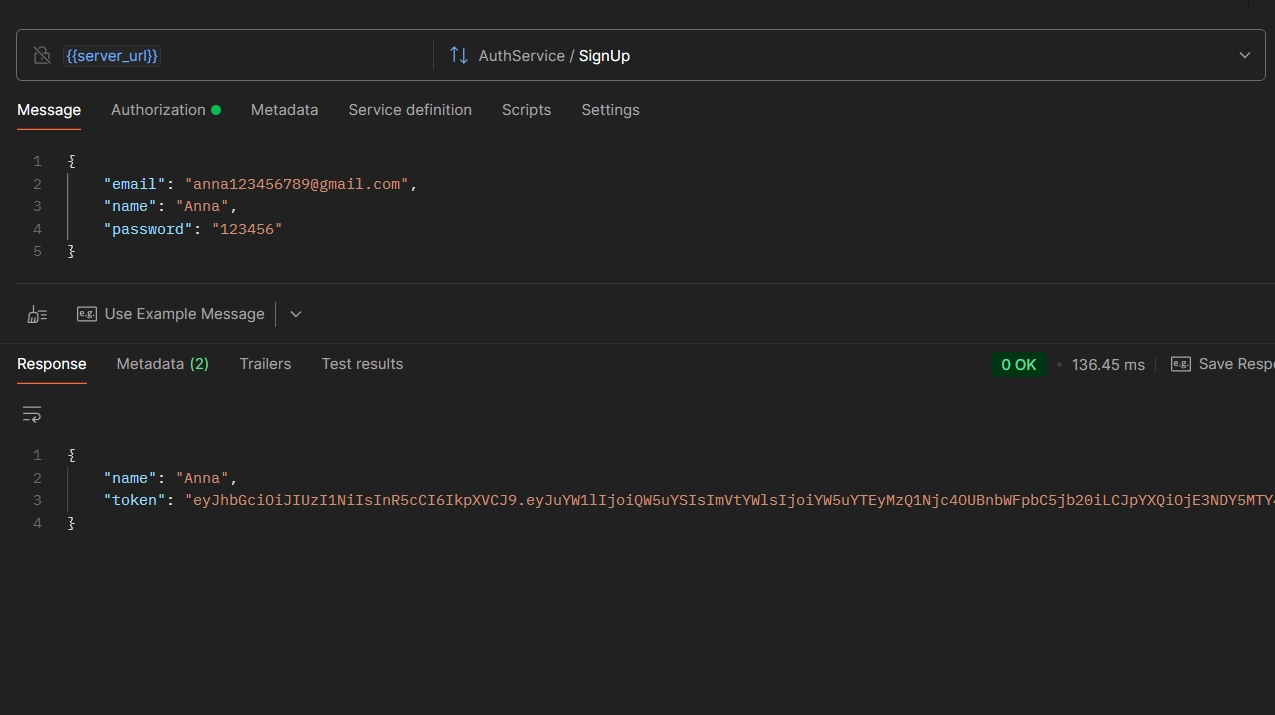 {{server_url}} AuthService / SignUp
Message Authorization Metadata Service definition Scripts Settings
1 {
2 "email": "anna123456789@gmail.com",
3 "name": "Anna",
4 "password": "123456"
5 }
e.g. Use Example Message
Response Metadata (2) Trailers Test results 0 OK 136.45 ms e.g. Save Respo
1 {
2 "name": "Anna",
3 "token": "eyJhbGciOiJIUzI1NiIsInR5cCI6IkpXVCJ9.eyJuYW1lIjoiQW5uYSIsImVtYWlsIjoiYW5uYTEyMzQ1Njc4OUBnbWFpbC5jb20iLCJpYXQiOjE3NDY5MTY
4 }